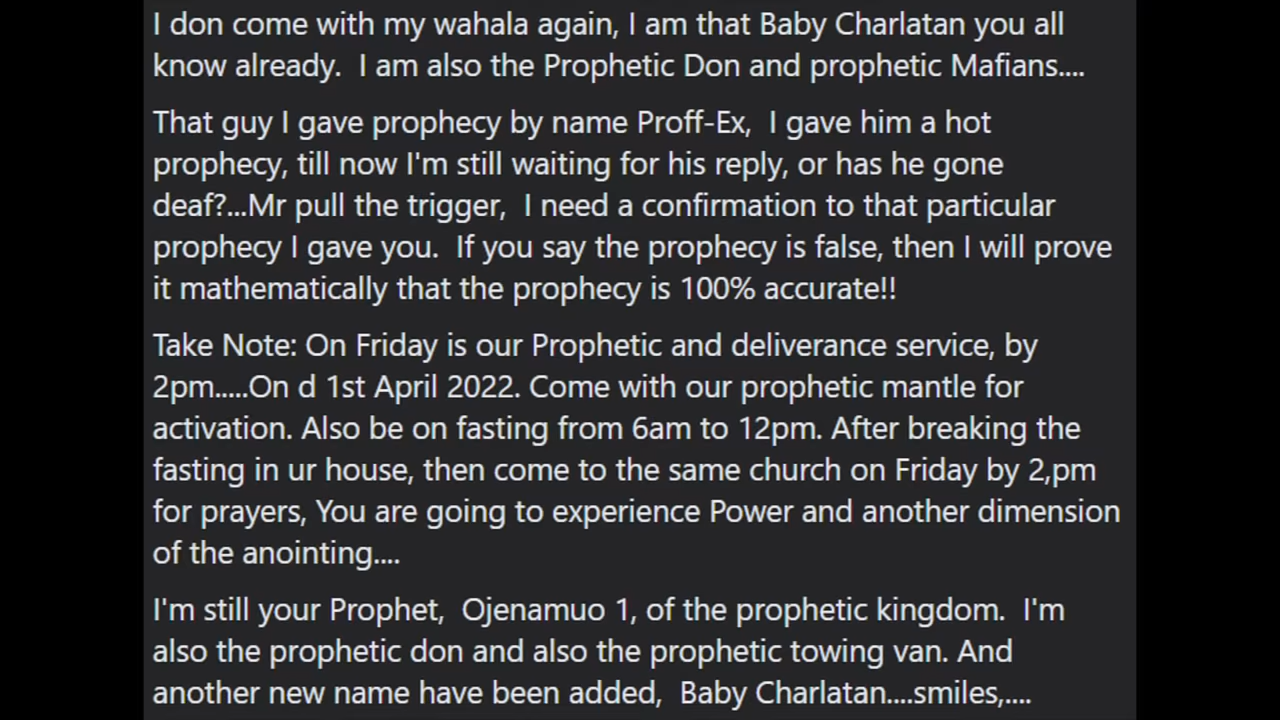 I don come with my wahala again, I am that Baby Charlatan you all
know already.  I am also the Prophetic Don and prophetic Mafians....
That guy I gave prophecy by name Proff-Ex,  I gave him a hot
prophecy, till now I'm still waiting for his reply, or has he gone
deaf?...Mr pull the trigger,  I need a confirmation to that particular
prophecy I gave you.  If you say the prophecy is false, then I will prove
it mathematically that the prophecy is 100% accurate!!
Take Note: On Friday is our Prophetic and deliverance service, by
2pm.....On d 1st April 2022. Come with our prophetic mantle for
activation. Also be on fasting from 6am to 12pm. After breaking the
fasting in ur house, then come to the same church on Friday by 2,pm
for prayers, You are going to experience Power and another dimension
of the anointing....
I'm still your Prophet,  Ojenamuo 1, of the prophetic kingdom.  I'm
also the prophetic don and also the prophetic towing van. And
another new name have been added,  Baby Charlatan....smiles,....